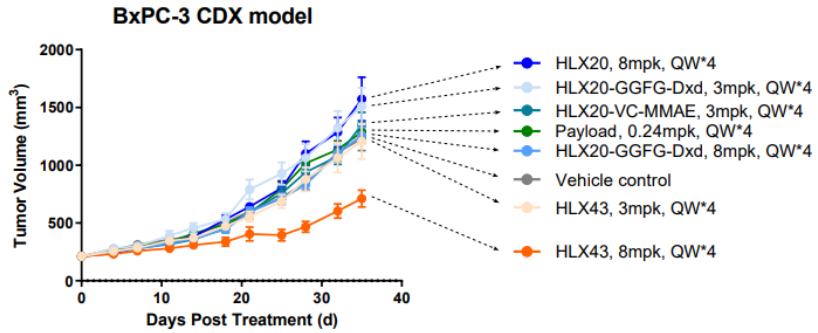 BxPC-3 CDX model
Tumor Volume (mm³)
2000
1500
1000
500
0
0 10 20 30 40
Days Post Treatment (d)
HLX20, 8mpk, QW*4
HLX20-GGFG-Dxd, 3mpk, QW*4
HLX20-VC-MMAE, 3mpk, QW*4
Payload, 0.24mpk, QW*4
HLX20-GGFG-Dxd, 8mpk, QW*4
Vehicle control
HLX43, 3mpk, QW*4
HLX43, 8mpk, QW*4